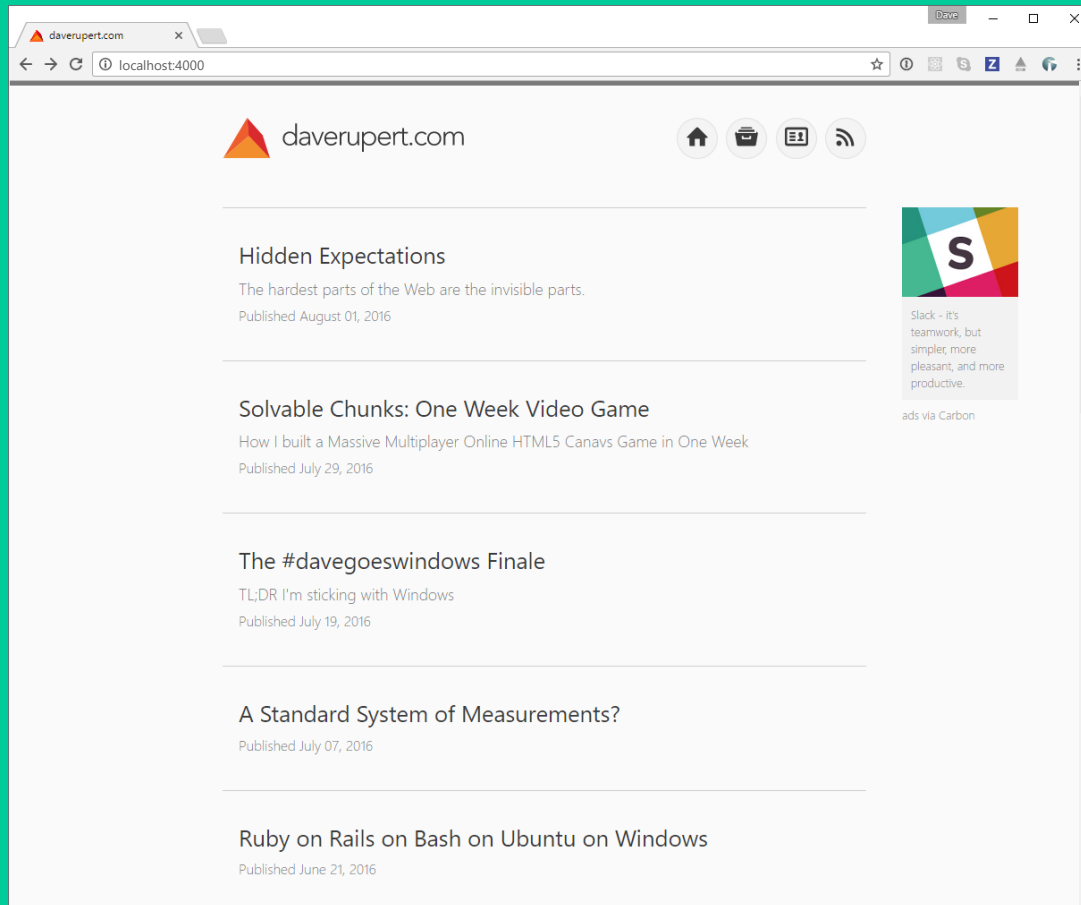 Dave
daverupert.com
localhost:4000
Z
daverupert.com
Hidden Expectations
The hardest parts of the Web are the invisible parts.
Published August 01, 2016
Solvable Chunks: One Week Video Game
How I built a Massive Multiplayer Online HTML5 Canavs Game in One Week
Published July 29, 2016
The #davegoeswindows Finale
TL;DR I'm sticking with Windows
Published July 19, 2016
A Standard System of Measurements?
Published July 07, 2016
Ruby on Rails on Bash on Ubuntu on Windows
Published June 21, 2016
S
Slack - it's
teamwork, but
simpler, more
pleasant, and more
productive.
ads via Carbon